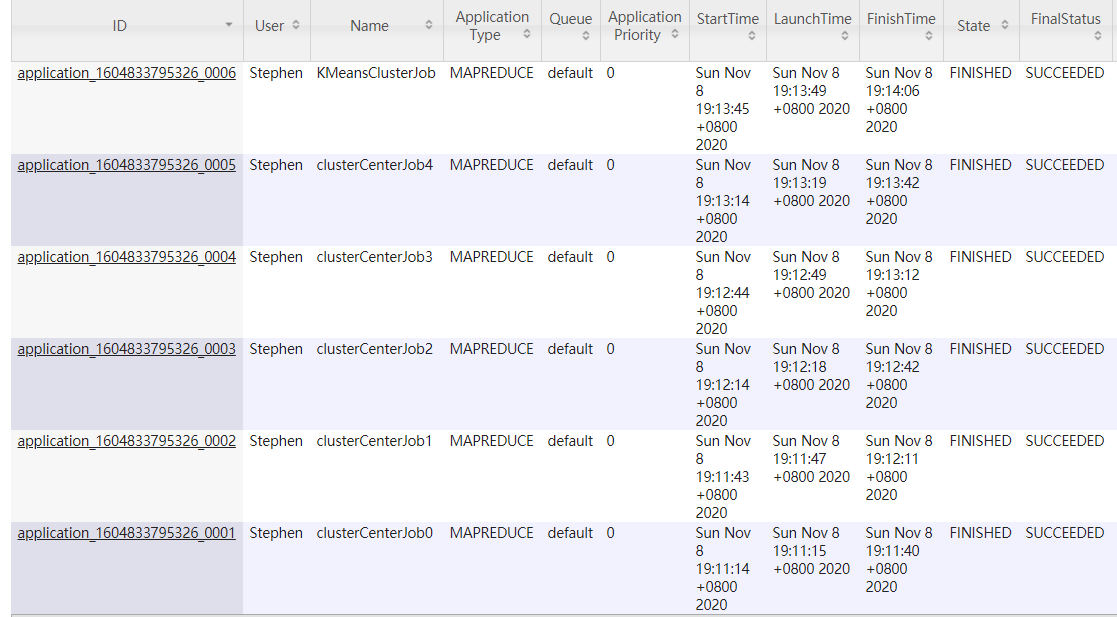 ID User Name Application Type Queue Application Priority StartTime LaunchTime FinishTime State FinalStatus
application_1604833795326_0006 Stephen KMeansClusterJob MAPREDUCE default 0 Sun Nov 8 19:13:45 +0800 2020 Sun Nov 8 19:13:49 +0800 2020 Sun Nov 8 19:14:06 +0800 2020 FINISHED SUCCEEDED
application_1604833795326_0005 Stephen clusterCenterJob4 MAPREDUCE default 0 Sun Nov 8 19:13:14 +0800 2020 Sun Nov 8 19:13:19 +0800 2020 Sun Nov 8 19:13:42 +0800 2020 FINISHED SUCCEEDED
application_1604833795326_0004 Stephen clusterCenterJob3 MAPREDUCE default 0 Sun Nov 8 19:12:44 +0800 2020 Sun Nov 8 19:12:49 +0800 2020 Sun Nov 8 19:13:12 +0800 2020 FINISHED SUCCEEDED
application_1604833795326_0003 Stephen clusterCenterJob2 MAPREDUCE default 0 Sun Nov 8 19:12:14 +0800 2020 Sun Nov 8 19:12:18 +0800 2020 Sun Nov 8 19:12:42 +0800 2020 FINISHED SUCCEEDED
application_1604833795326_0002 Stephen clusterCenterJob1 MAPREDUCE default 0 Sun Nov 8 19:11:43 +0800 2020 Sun Nov 8 19:11:47 +0800 2020 Sun Nov 8 19:12:11 +0800 2020 FINISHED SUCCEEDED
application_1604833795326_0001 Stephen clusterCenterJob0 MAPREDUCE default 0 Sun Nov 8 19:11:14 +0800 2020 Sun Nov 8 19:11:15 +0800 2020 Sun Nov 8 19:11:40 +0800 2020 FINISHED SUCCEEDED